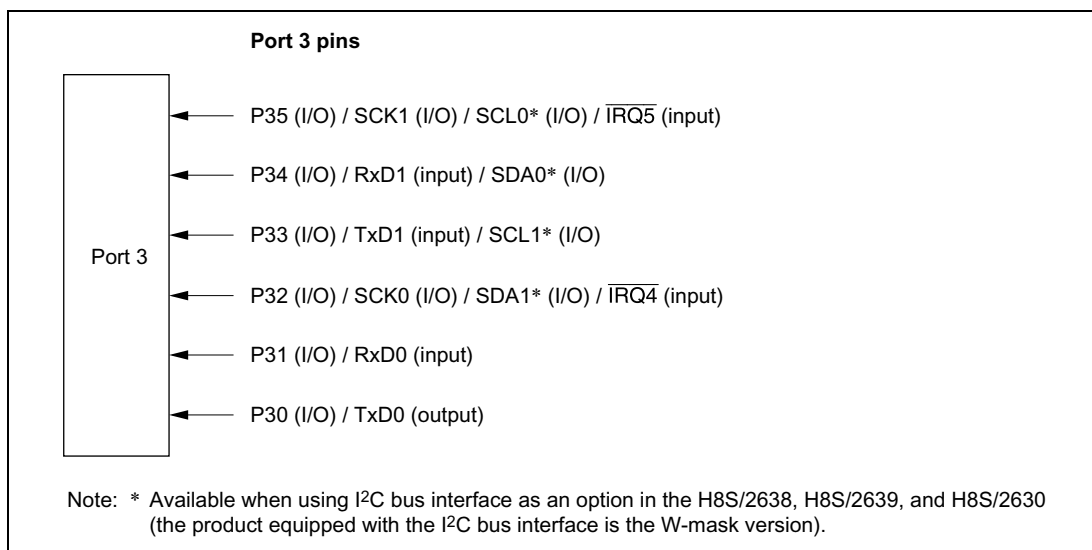 Port 3 pins
P35 (I/O) / SCK1 (I/O) / SCL0* (I/O) / I̅R̅Q̅5̅ (input)
P34 (I/O) / RxD1 (input) / SDA0* (I/O)
P33 (I/O) / TxD1 (input) / SCL1* (I/O)
Port 3
P32 (I/O) / SCK0 (I/O) / SDA1* (I/O) / I̅R̅Q̅4̅ (input)
P31 (I/O) / RxD0 (input)
P30 (I/O) / TxD0 (output)
Note: * Available when using I²C bus interface as an option in the H8S/2638, H8S/2639, and H8S/2630
(the product equipped with the I²C bus interface is the W-mask version).